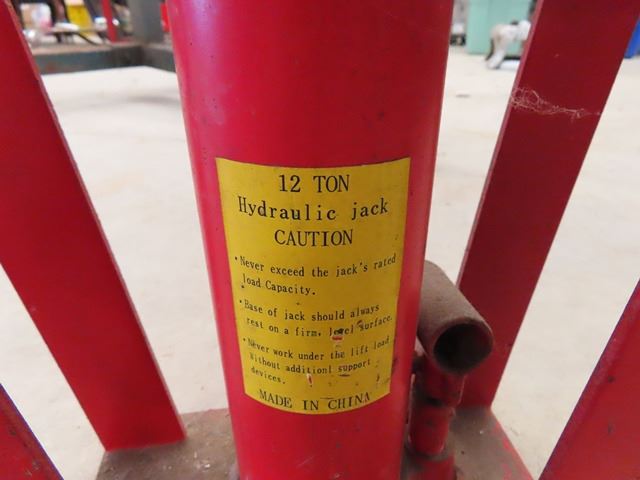 12 TON
Hydraulic jack
CAUTION
·Never exceed the jack's rated
load Capacity.
·Base of jack should always
rest on a firm, level surface.
·Never work under the lift load
Without additionl support
devices.
MADE IN CHINA